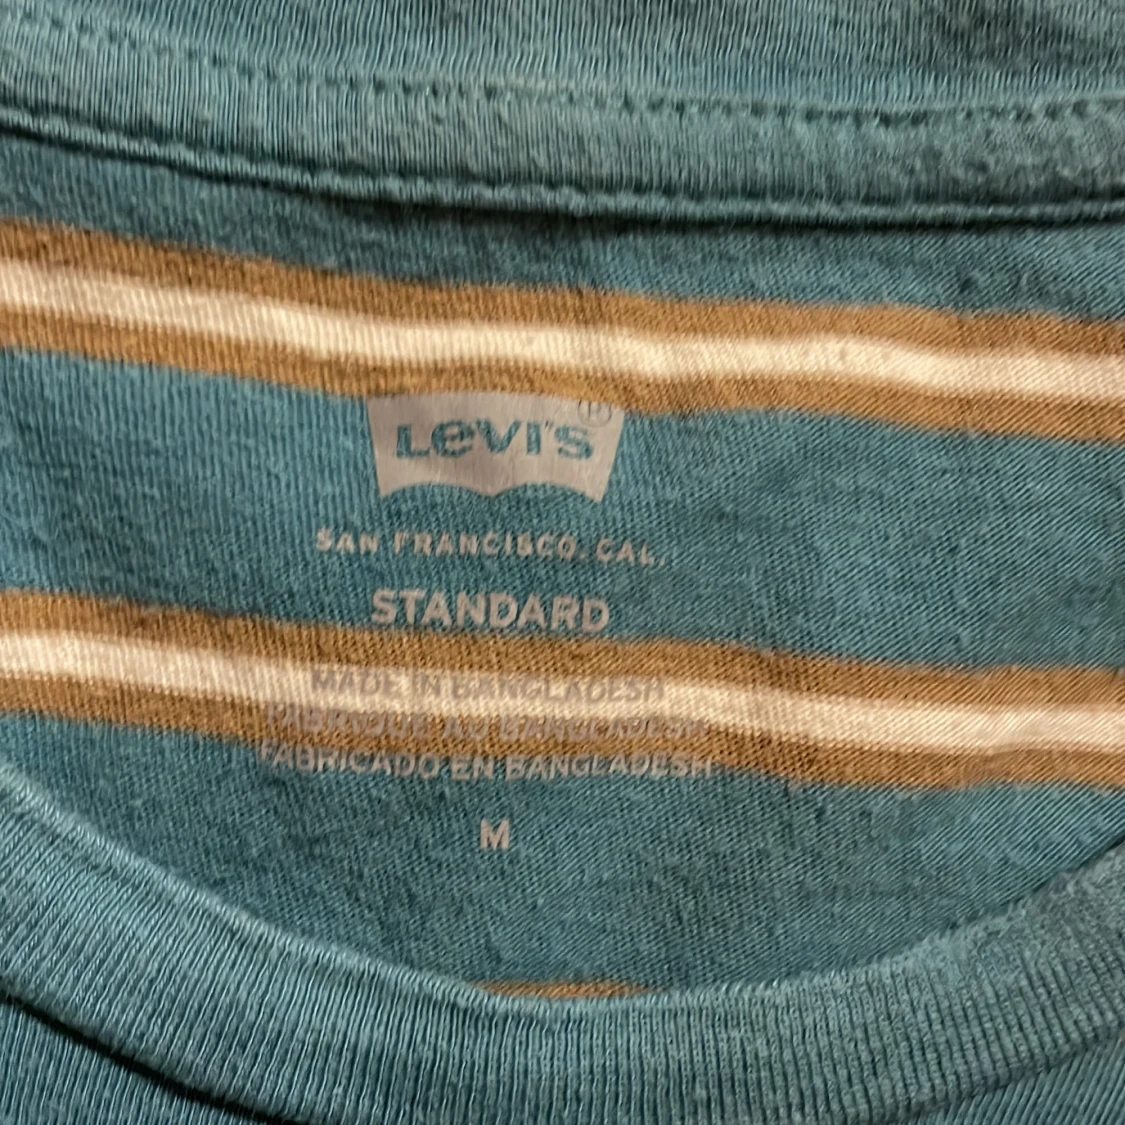 Levi's®
SAN FRANCISCO. CAL.
STANDARD
MADE IN BANGLADESH
FABRIQUÉ AU BANGLADESH
FABRICADO EN BANGLADESH
M